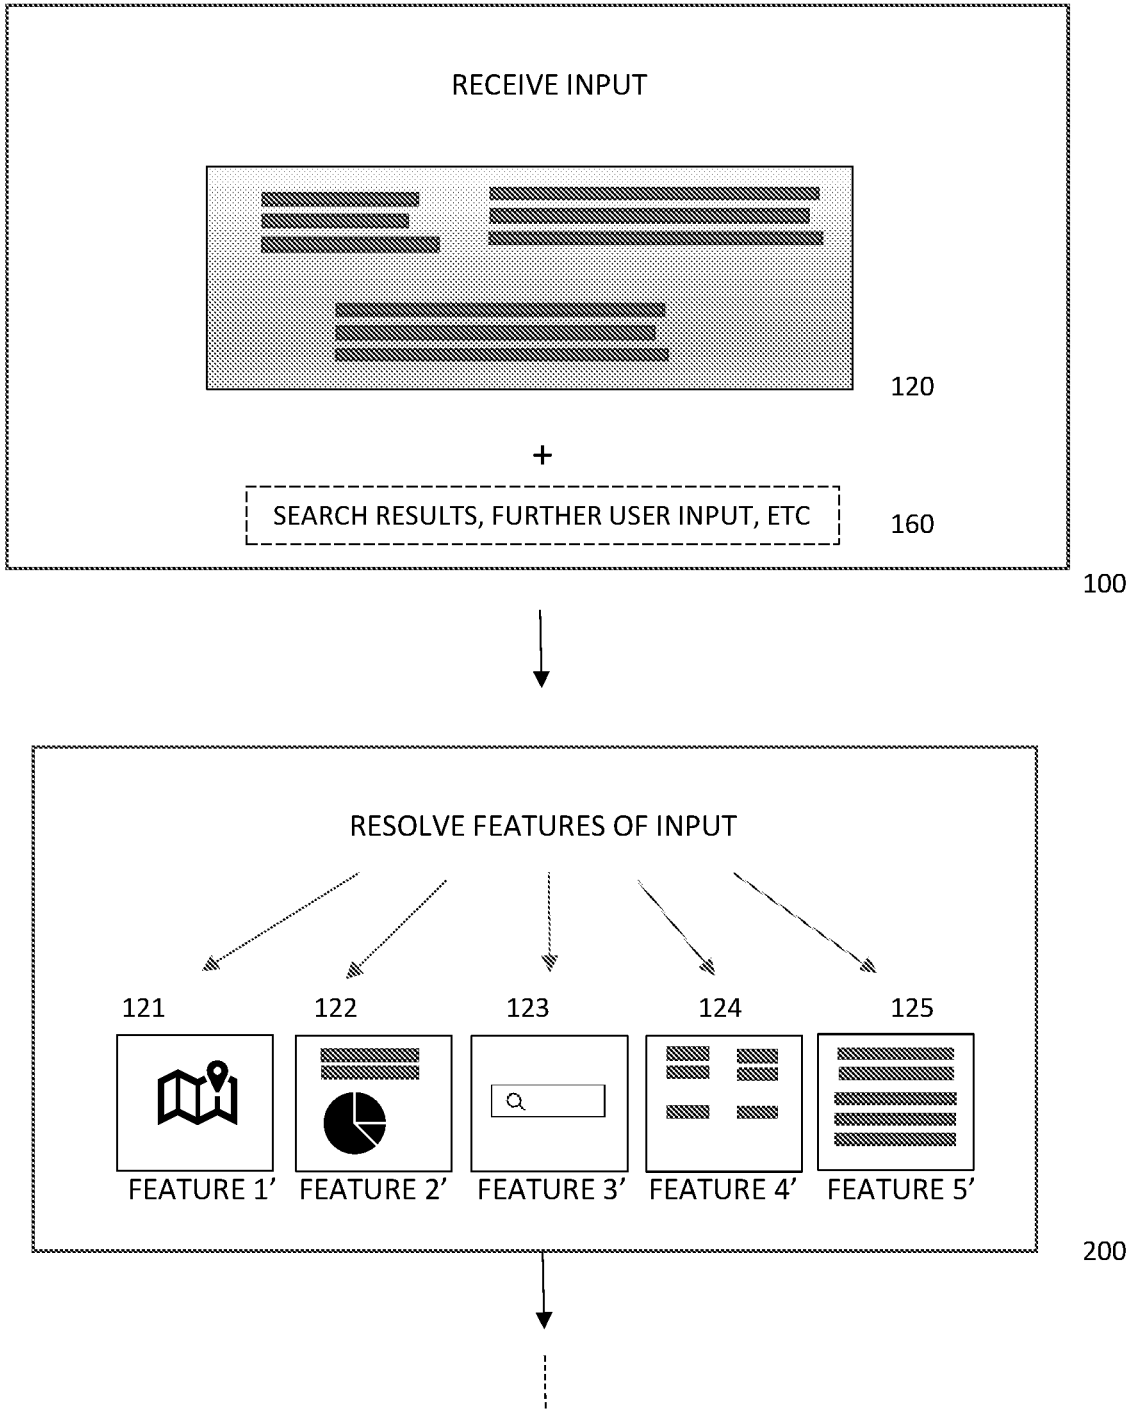 RECEIVE INPUT
120
+
SEARCH RESULTS, FURTHER USER INPUT, ETC
160
100
RESOLVE FEATURES OF INPUT
121 122 123 124 125
FEATURE 1’ FEATURE 2’ FEATURE 3’ FEATURE 4’ FEATURE 5’
200